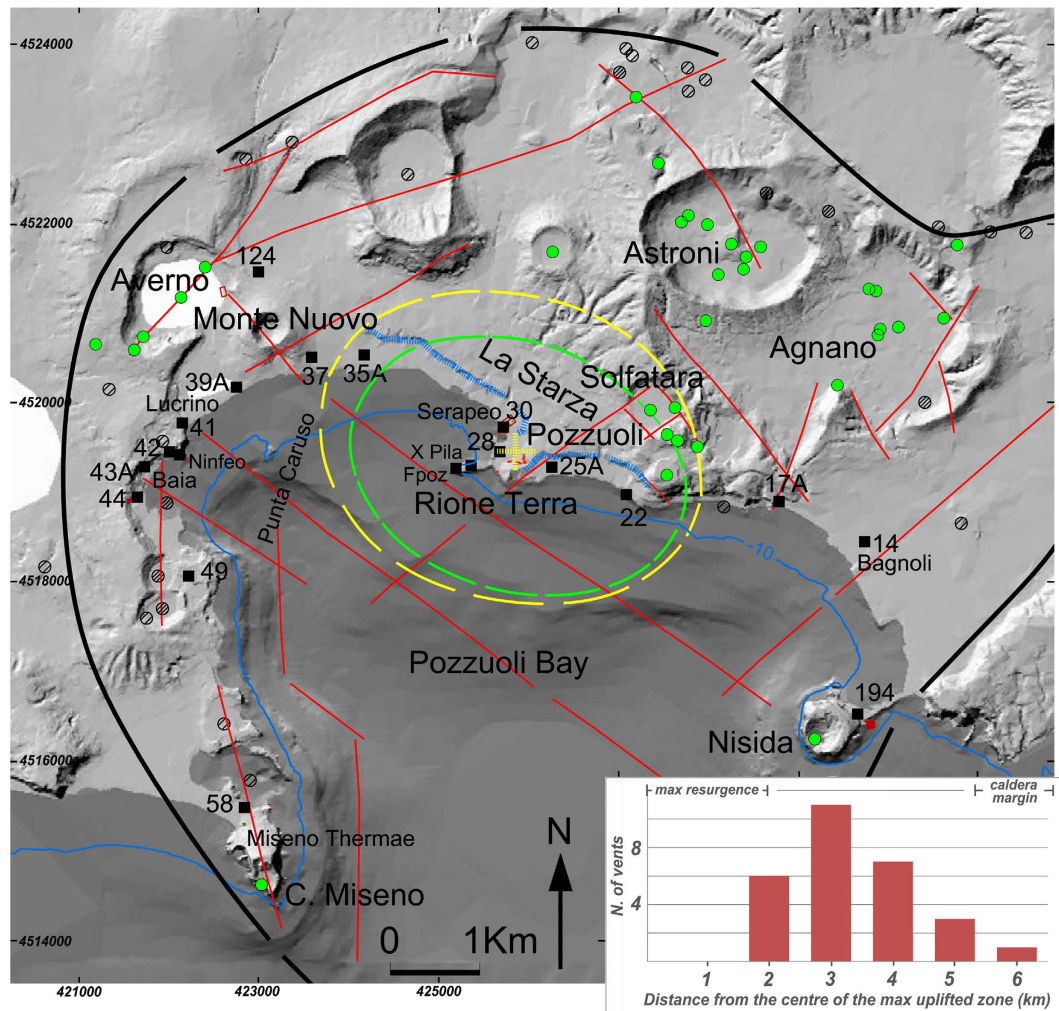 4524000
4522000
4520000
4518000
4516000
4514000
421000
423000
425000
124
Averno
Monte Nuovo
Astroni
Agnano
La Starza
Solfatara
37
35A
39A
Lucrino
41
42
Ninfeo
43A
Baia
44
49
Punta Caruso
Serapeo 30
Pozzuoli
28
X Pila
Fpoz
25A
Rione Terra
22
17A
14
Bagnoli
-10
Pozzuoli Bay
194
Nisida
58
Miseno Thermae
C. Miseno
N
0 1Km
max resurgence
caldera
margin
N. of vents
8
4
1 2 3 4 5 6
Distance from the centre of the max uplifted zone (km)